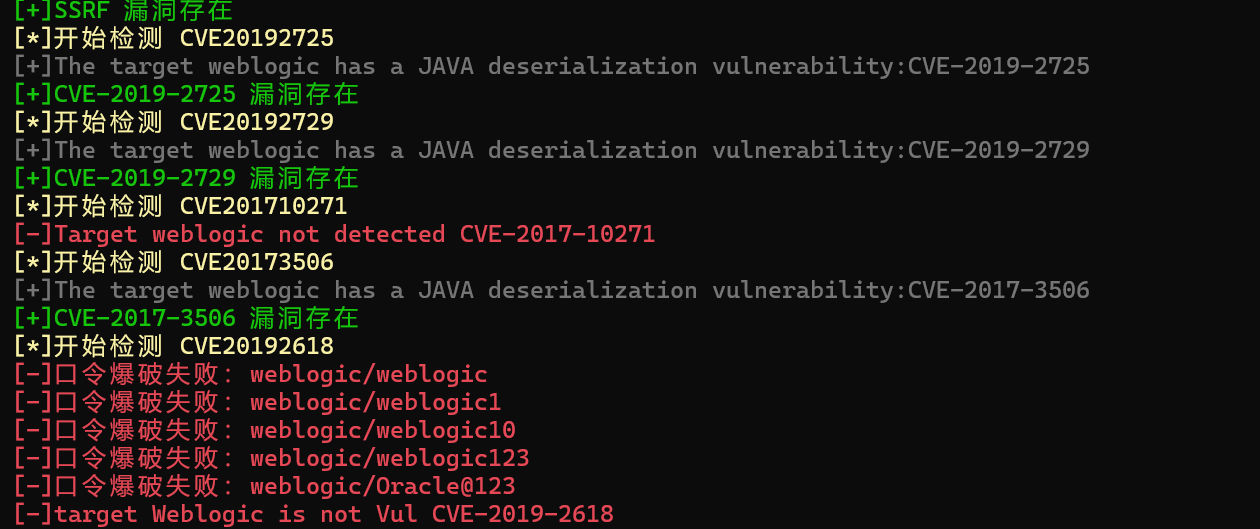 [+]SSRF 漏洞存在
[*]开始检测 CVE20192725
[+]The target weblogic has a JAVA deserialization vulnerability:CVE-2019-2725
[+]CVE-2019-2725 漏洞存在
[*]开始检测 CVE20192729
[+]The target weblogic has a JAVA deserialization vulnerability:CVE-2019-2729
[+]CVE-2019-2729 漏洞存在
[*]开始检测 CVE201710271
[-]Target weblogic not detected CVE-2017-10271
[*]开始检测 CVE20173506
[+]The target weblogic has a JAVA deserialization vulnerability:CVE-2017-3506
[+]CVE-2017-3506 漏洞存在
[*]开始检测 CVE20192618
[-]口令爆破失败：weblogic/weblogic
[-]口令爆破失败：weblogic/weblogic1
[-]口令爆破失败：weblogic/weblogic10
[-]口令爆破失败：weblogic/weblogic123
[-]口令爆破失败：weblogic/Oracle@123
[-]target Weblogic is not Vul CVE-2019-2618